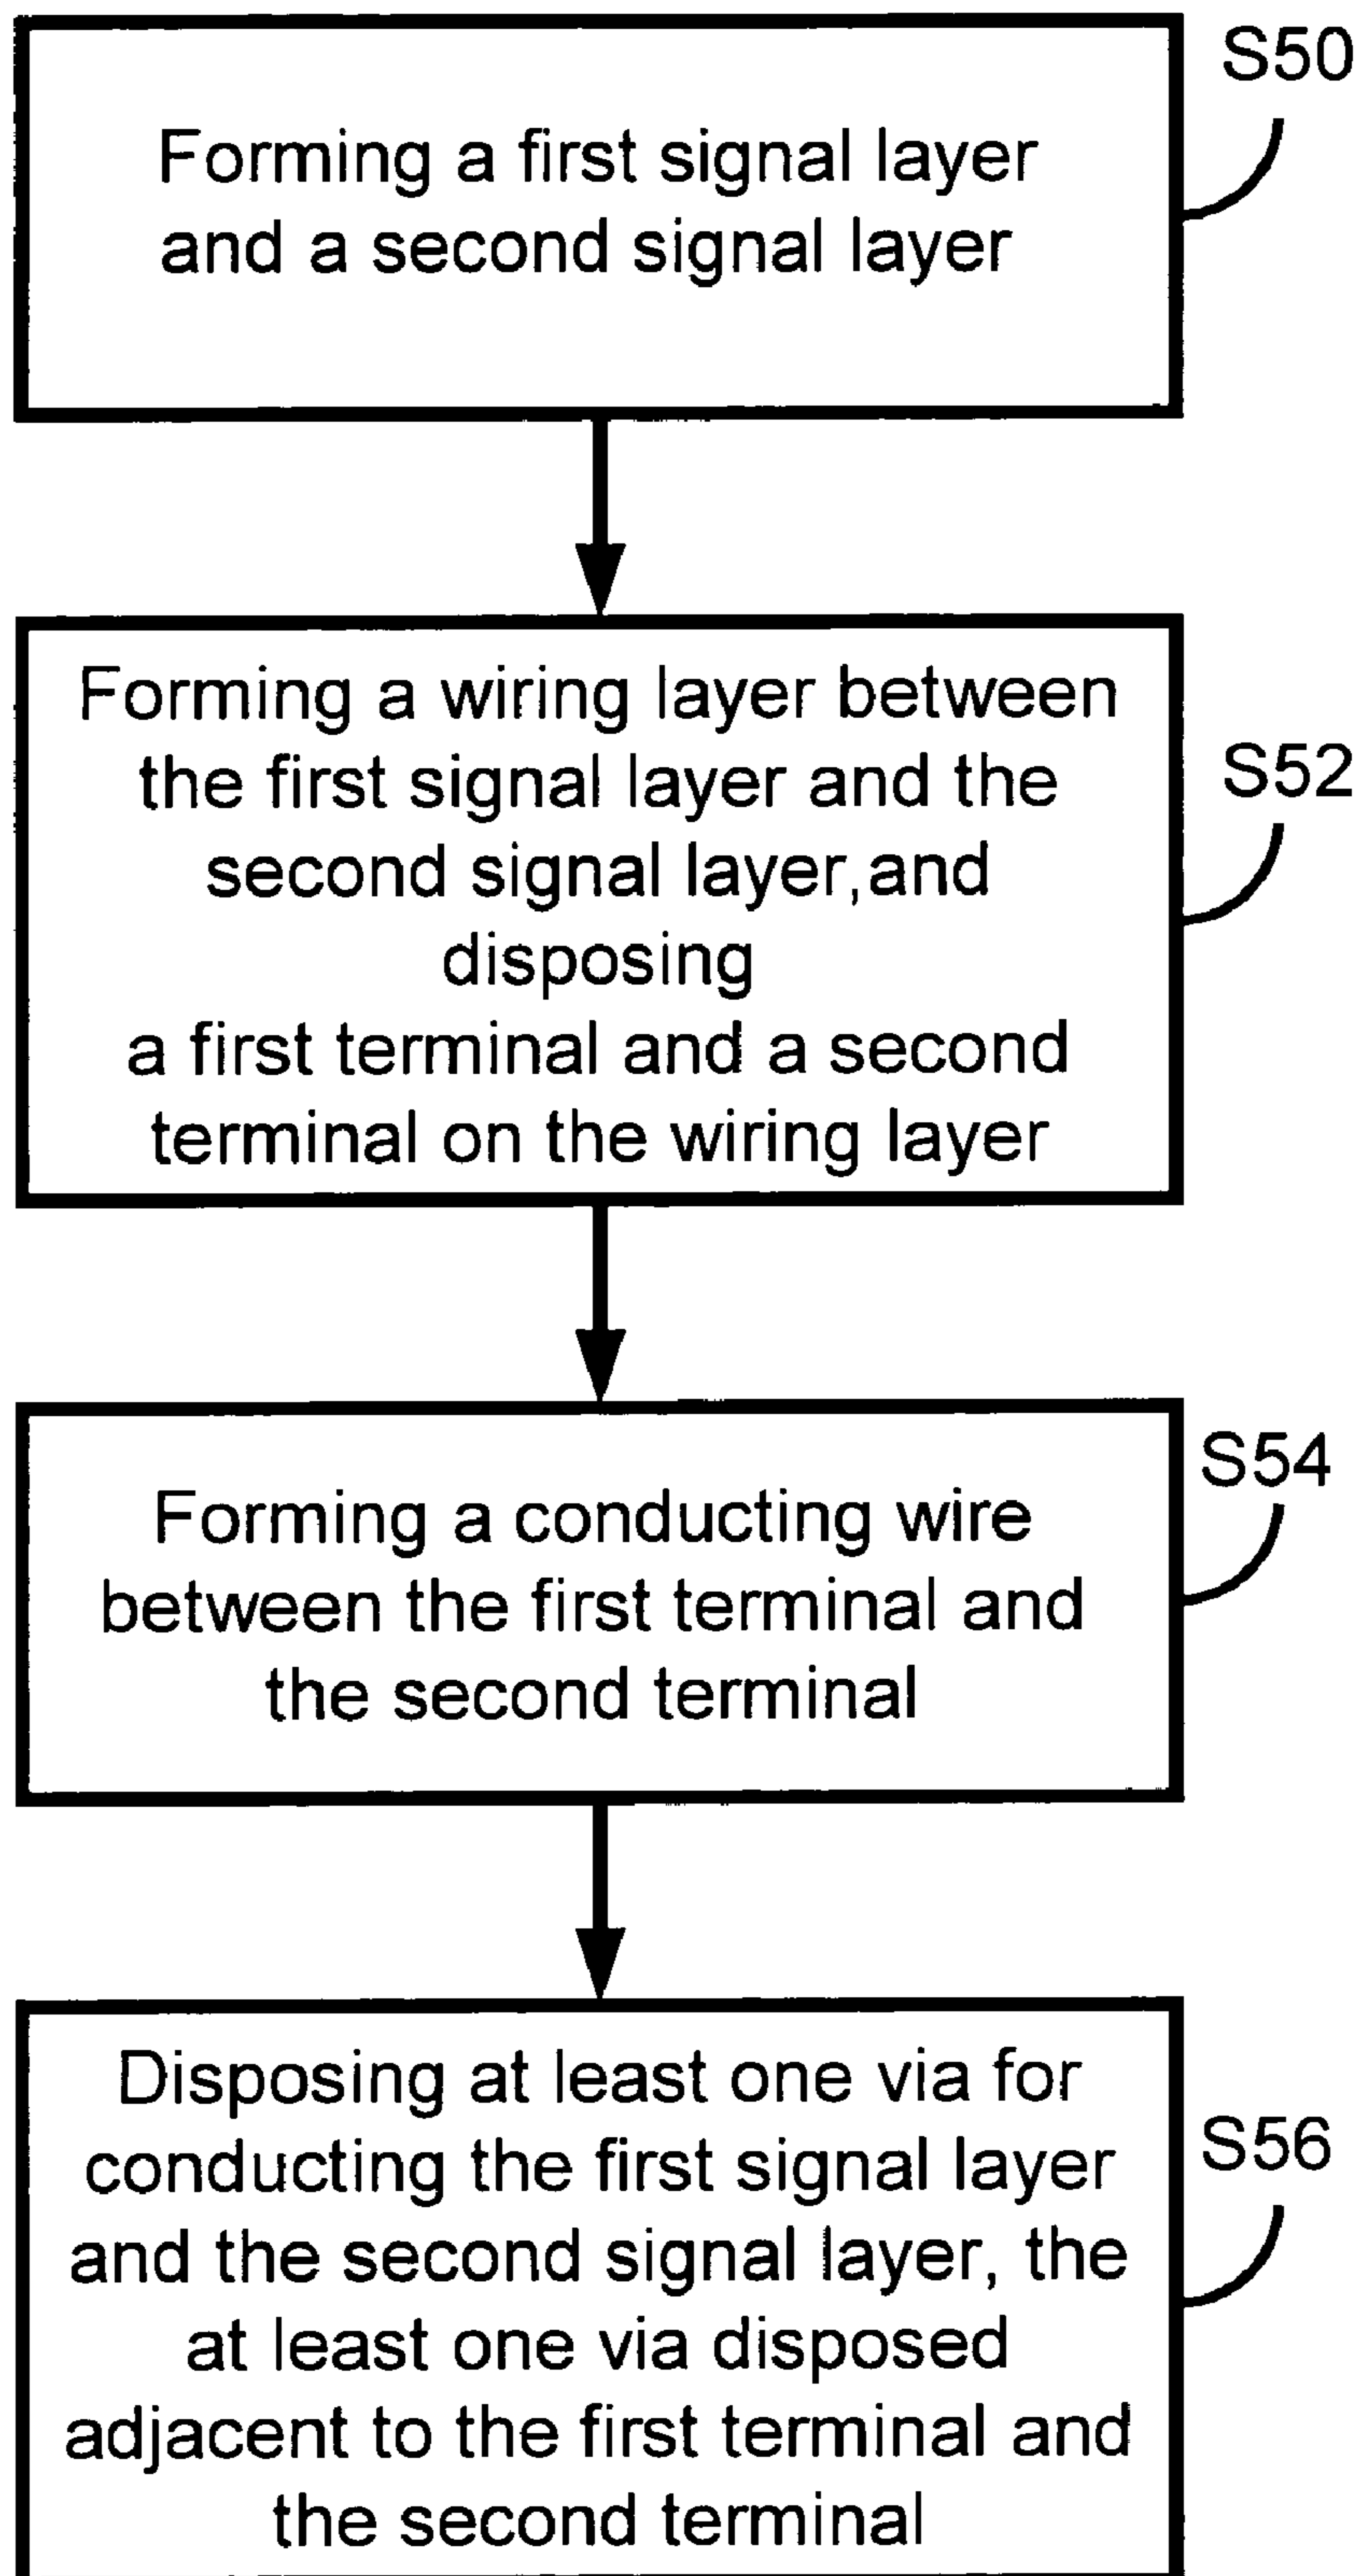 S50
Forming a first signal layer
and a second signal layer
Forming a wiring layer between
the first signal layer and the
second signal layer,and
disposing
a first terminal and a second
terminal on the wiring layer
S52
Forming a conducting wire
between the first terminal and
the second terminal
S54
Disposing at least one via for
conducting the first signal layer
and the second signal layer, the
at least one via disposed
adjacent to the first terminal and
the second terminal
S56